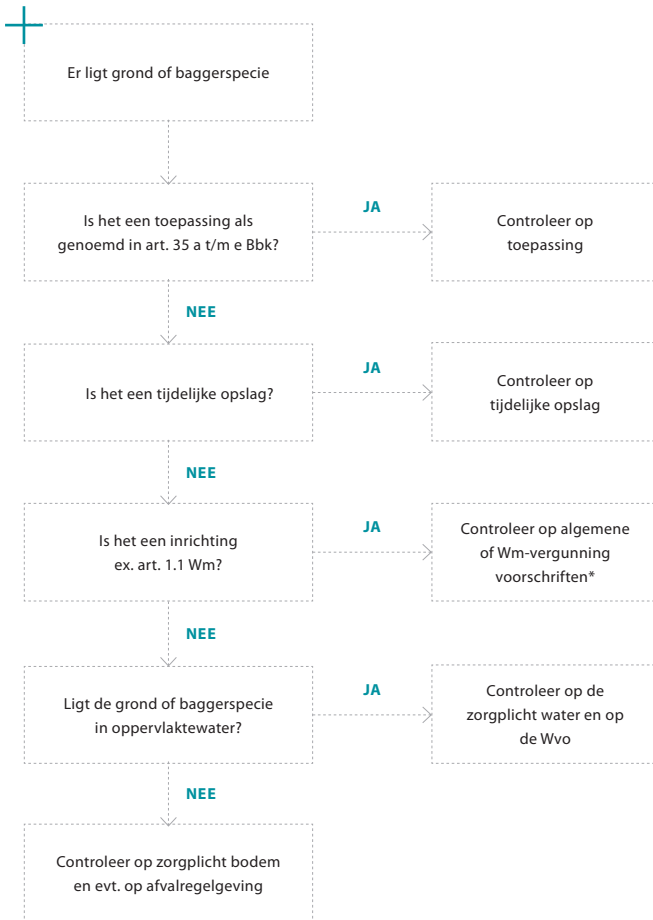 Er ligt grond of baggerspecie
Is het een toepassing als
genoemd in art. 35 a t/m e Bbk?
JA
Controleer op
toepassing
NEE
Is het een tijdelijke opslag?
JA
Controleer op
tijdelijke opslag
NEE
Is het een inrichting
ex. art. 1.1 Wm?
JA
Controleer op algemene
of Wm-vergunning
voorschriften*
NEE
Ligt de grond of baggerspecie
in oppervlaktewater?
JA
Controleer op de
zorgplicht water en op
de Wvo
NEE
Controleer op zorgplicht bodem
en evt. op afvalregelgeving